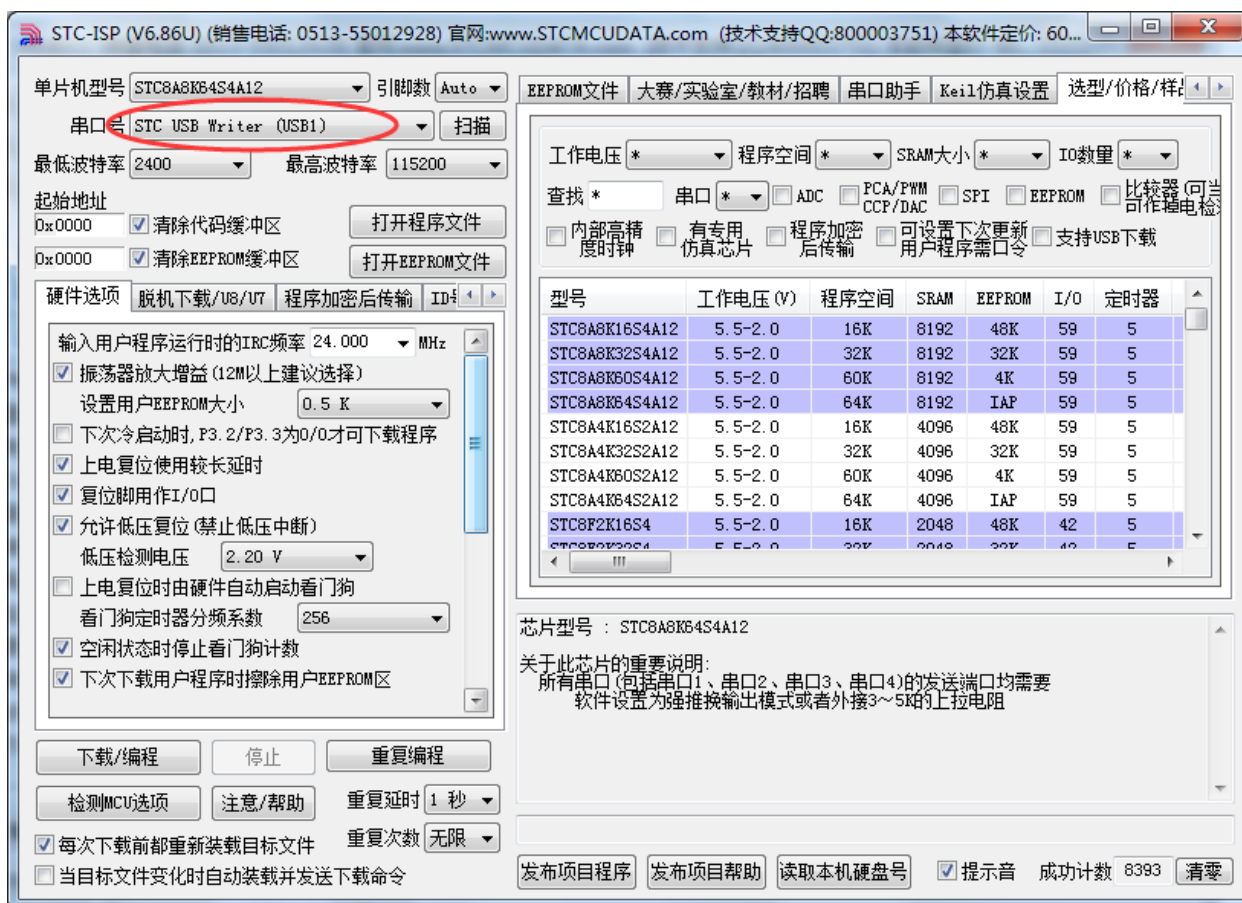 STC-ISP (V6.86U) (销售电话: 0513-55012928) 官网:www.STCMCUDATA.com (技术支持QQ:800003751) 本软件定价: 60...
单片机型号 STC8A8K64S4A12 引脚数 Auto
串口号 STC USB Writer (USB1) 扫描
最低波特率 2400 最高波特率 115200
起始地址
0x0000 清除代码缓冲区 打开程序文件
0x0000 清除EEPROM缓冲区 打开EEPROM文件
硬件选项 脱机下载/U8/U7 程序加密后传输
输入用户程序运行时的IRC频率 24.000 MHz
振荡器放大增益(12M以上建议选择)
设置用户EEPROM大小 0.5 K
下次冷启动时,P3.2/P3.3为0/0才可下载程序
上电复位使用较长延时
复位脚用作I/O口
允许低压复位(禁止低压中断)
低压检测电压 2.20 V
上电复位时由硬件自动启动看门狗
看门狗定时器分频系数 256
空闲状态时停止看门狗计数
下次下载用户程序时擦除用户EEPROM区
下载/编程 停止 重复编程
检测MCU选项 注意/帮助 重复延时 1 秒
每次下载前都重新装载目标文件 重复次数 无限
当目标文件变化时自动装载并发送下载命令
EEPROM文件 大赛/实验室/教材/招聘 串口助手 Keil仿真设置 选型/价格/样
工作电压 * 程序空间 * SRAM大小 * IO数量 *
查找 * 串口 * ADC PCA/PWM CCP/DAC SPI EEPROM 比较器(可当可作掉电检
内部高精度时钟 有专用仿真芯片 程序加密后传输 可设置下次更新用户程序需口令 支持USB下载
型号 工作电压(V) 程序空间 SRAM EEPROM I/O 定时器
STC8A8K16S4A12 5.5-2.0 16K 8192 48K 59 5
STC8A8K32S4A12 5.5-2.0 32K 8192 32K 59 5
STC8A8K60S4A12 5.5-2.0 60K 8192 4K 59 5
STC8A8K64S4A12 5.5-2.0 64K 8192 IAP 59 5
STC8A4K16S2A12 5.5-2.0 16K 4096 48K 59 5
STC8A4K32S2A12 5.5-2.0 32K 4096 32K 59 5
STC8A4K60S2A12 5.5-2.0 60K 4096 4K 59 5
STC8A4K64S2A12 5.5-2.0 64K 4096 IAP 59 5
STC8F2K16S4 5.5-2.0 16K 2048 48K 42 5
STC8F2K32S4 5.5-2.0 32K 2048 32K 42 5
芯片型号 : STC8A8K64S4A12
关于此芯片的重要说明:
所有串口(包括串口1、串口2、串口3、串口4)的发送端口均需要
软件设置为强推挽输出模式或者外接3~5K的上拉电阻
发布项目程序 发布项目帮助 读取本机硬盘号 提示音 成功计数 8393 清零